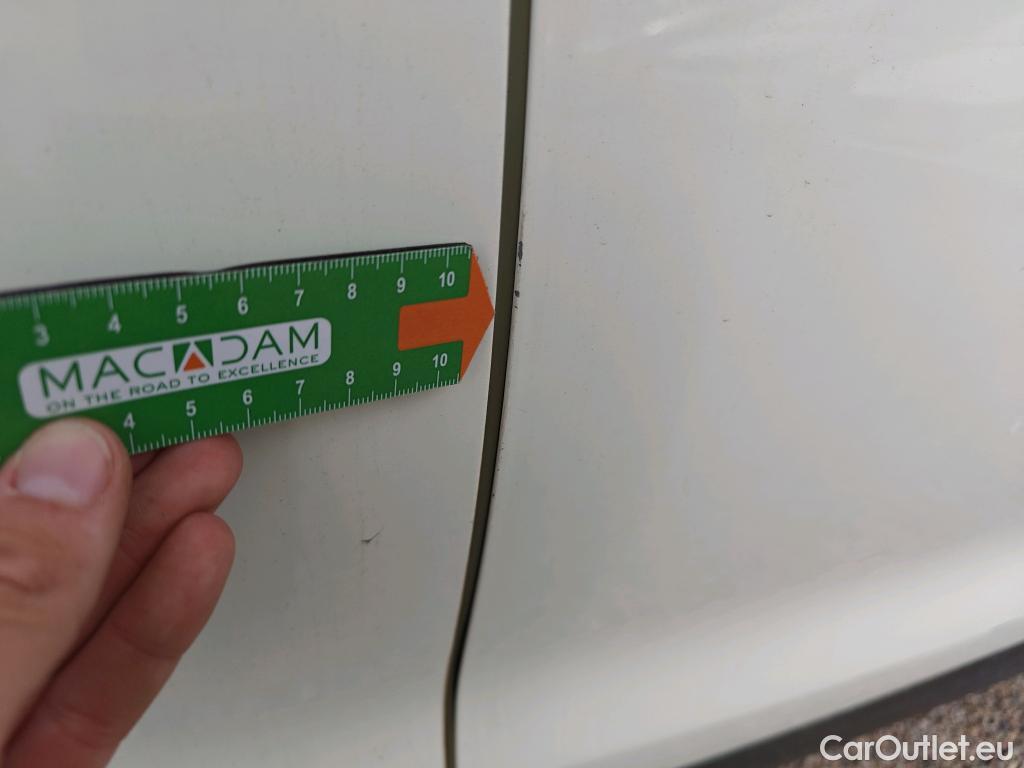 3 4 5 6 7 8 9 10
MACADAM
ON THE ROAD TO EXCELLENCE
4 5 6 7 8 9 10
CarOutlet.eu